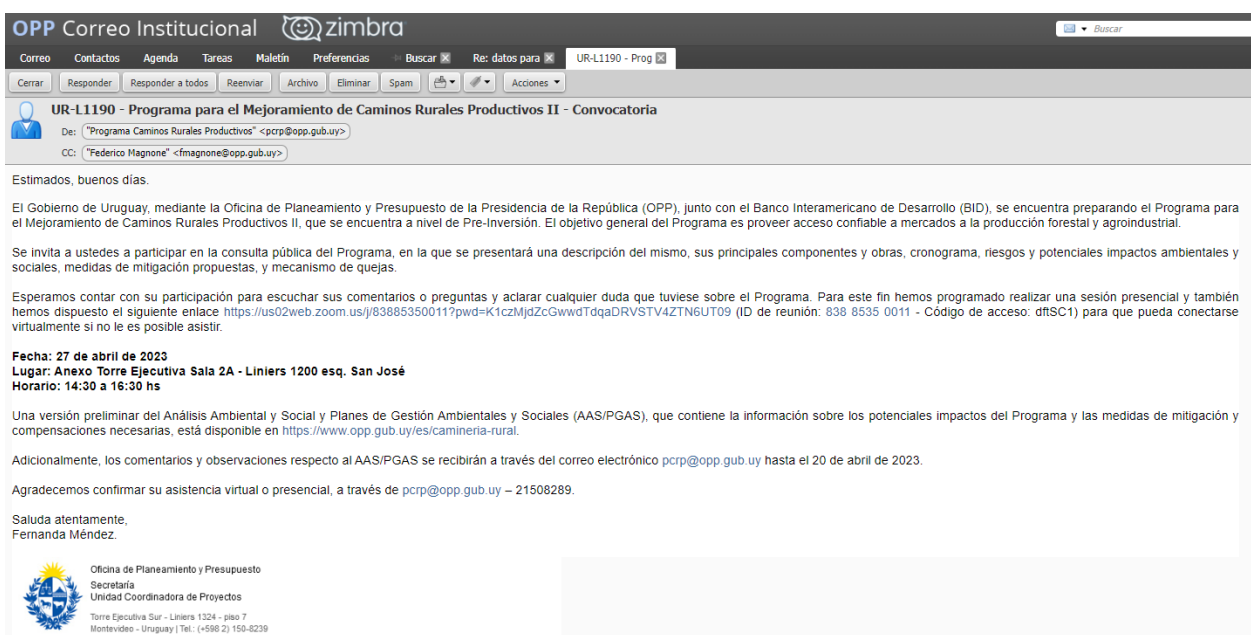 OPP Correo Institucional zimbra
Buscar
Correo Contactos Agenda Tareas Maletín Preferencias Buscar Re: datos para UR-L1190 - Prog
Cerrar Responder Responder a todos Reenviar Archivo Eliminar Spam Acciones
UR-L1190 - Programa para el Mejoramiento de Caminos Rurales Productivos II - Convocatoria
De: "Programa Caminos Rurales Productivos" <pcrp@opp.gub.uy>
CC: "Federico Magnone" <fmagnone@opp.gub.uy>
Estimados, buenos días.
El Gobierno de Uruguay, mediante la Oficina de Planeamiento y Presupuesto de la Presidencia de la República (OPP), junto con el Banco Interamericano de Desarrollo (BID), se encuentra preparando el Programa para
el Mejoramiento de Caminos Rurales Productivos II, que se encuentra a nivel de Pre-Inversión. El objetivo general del Programa es proveer acceso confiable a mercados a la producción forestal y agroindustrial.
Se invita a ustedes a participar en la consulta pública del Programa, en la que se presentará una descripción del mismo, sus principales componentes y obras, cronograma, riesgos y potenciales impactos ambientales y
sociales, medidas de mitigación propuestas, y mecanismo de quejas.
Esperamos contar con su participación para escuchar sus comentarios o preguntas y aclarar cualquier duda que tuviese sobre el Programa. Para este fin hemos programado realizar una sesión presencial y también
hemos dispuesto el siguiente enlace https://us02web.zoom.us/j/83885350011?pwd=K1czMjdZcGwwdTdqaDRVSTV4ZTN6UT09 (ID de reunión: 838 8535 0011 - Código de acceso: dftSC1) para que pueda conectarse
virtualmente si no le es posible asistir.
Fecha: 27 de abril de 2023
Lugar: Anexo Torre Ejecutiva Sala 2A - Liniers 1200 esq. San José
Horario: 14:30 a 16:30 hs
Una versión preliminar del Análisis Ambiental y Social y Planes de Gestión Ambientales y Sociales (AAS/PGAS), que contiene la información sobre los potenciales impactos del Programa y las medidas de mitigación y
compensaciones necesarias, está disponible en https://www.opp.gub.uy/es/camineria-rural.
Adicionalmente, los comentarios y observaciones respecto al AAS/PGAS se recibirán a través del correo electrónico pcrp@opp.gub.uy hasta el 20 de abril de 2023.
Agradecemos confirmar su asistencia virtual o presencial, a través de pcrp@opp.gub.uy – 21508289.
Saluda atentamente,
Fernanda Méndez.
Oficina de Planeamiento y Presupuesto
Secretaría
Unidad Coordinadora de Proyectos
Torre Ejecutiva Sur - Liniers 1324 - piso 7
Montevideo - Uruguay | Tel.: (+598 2) 150-8239